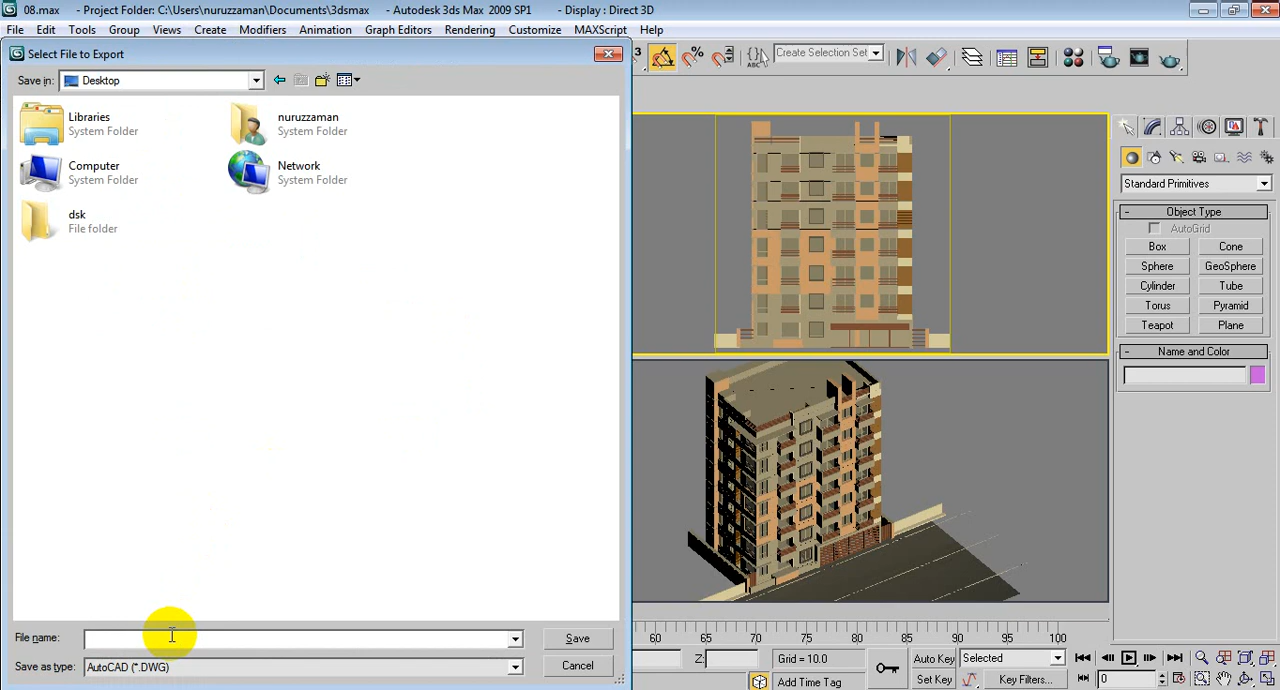 08.max - Project Folder: C:\Users\nuruzzaman\Documents\3dsmax - Autodesk 3ds Max 2009 SP1 - Display : Direct 3D
File Edit Tools Group Views Create Modifiers Animation Graph Editors Rendering Customize MAXScript Help
Select File to Export
3
ABC
Create Selection Set
Save in: Desktop
Libraries
System Folder
nuruzzaman
System Folder
Computer
System Folder
Network
System Folder
dsk
File folder
Standard Primitives
- Object Type
AutoGrid
Box Cone
Sphere GeoSphere
Cylinder Tube
Torus Pyramid
Teapot Plane
- Name and Color
File name:
Save
Save as type: AutoCAD (*.DWG)
Cancel
60 65 70 75 80 85 90 95 100
Z: Grid = 10.0
Add Time Tag
Auto Key Selected
Set Key Key Filters...
0